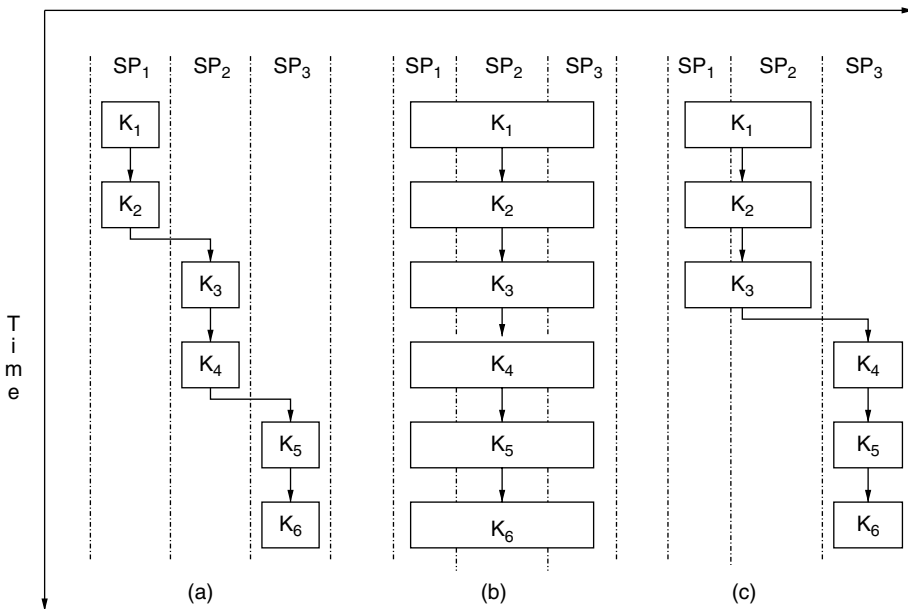 SP1 SP2 SP3 SP1 SP2 SP3 SP1 SP2 SP3
K1 K1 K1
K2 K2 K2
K3 K3 K3
K4 K4 K4
K5 K5 K5
K6 K6 K6
Time
(a) (b) (c)